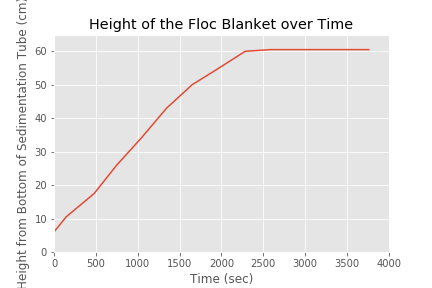 Height of the Floc Blanket over Time
Height from Bottom of Sedimentation Tube (cm)
60
50
40
30
20
10
0
0 500 1000 1500 2000 2500 3000 3500 4000
Time (sec)